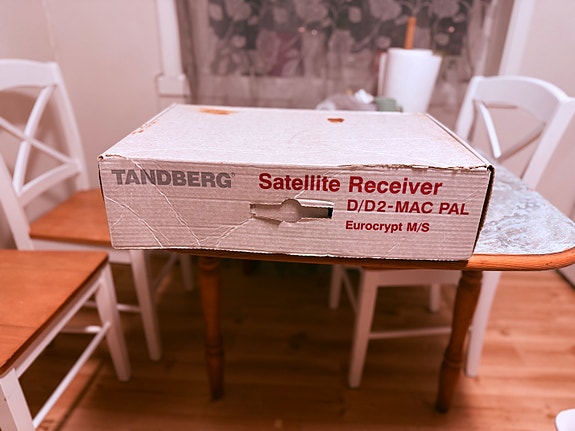 TANDBERG®
Satellite Receiver
D/D2-MAC PAL
Eurocrypt M/S